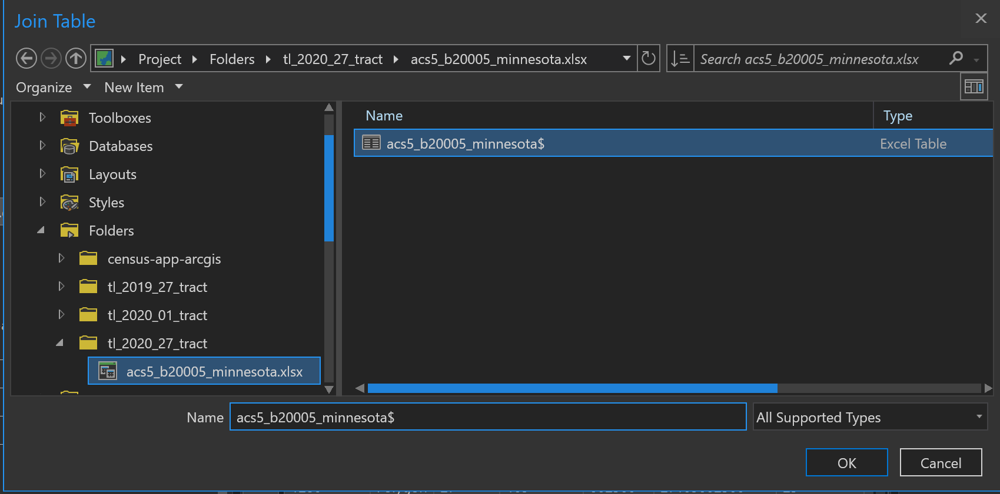 Join Table
Project Folders tl_2020_27_tract acs5_b20005_minnesota.xlsx Search acs5_b20005_minnesota.xlsx
Organize New Item
Name Type
Toolboxes
acs5_b20005_minnesota$ Excel Table
Databases
Layouts
Styles
Folders
census-app-arcgis
tl_2019_27_tract
tl_2020_01_tract
tl_2020_27_tract
acs5_b20005_minnesota.xlsx
Name acs5_b20005_minnesota$ All Supported Types
OK Cancel